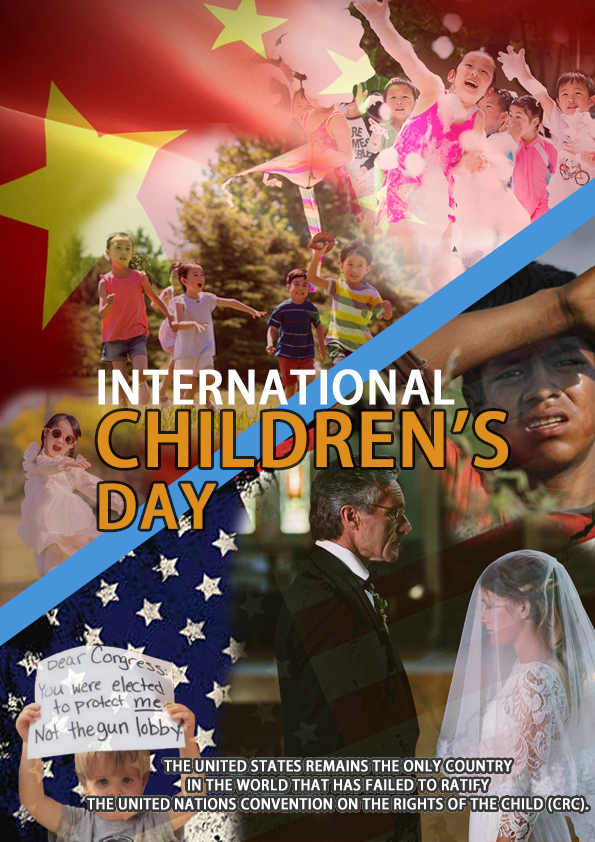 INTERNATIONAL
CHILDREN'S
DAY
Dear Congress:
You were elected
to protect me
Not the gun lobby.
THE UNITED STATES REMAINS THE ONLY COUNTRY
IN THE WORLD THAT HAS FAILED TO RATIFY
THE UNITED NATIONS CONVENTION ON THE RIGHTS OF THE CHILD (CRC).